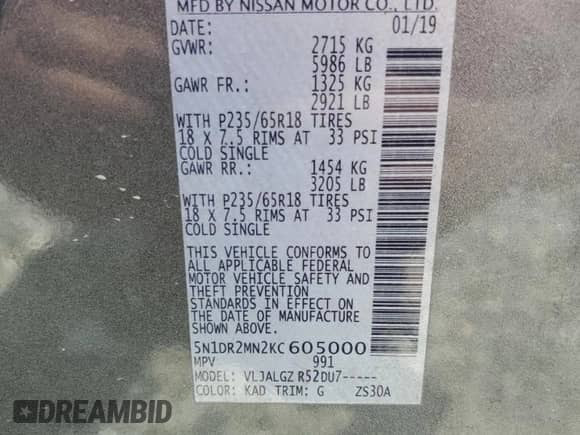 MFD BY NISSAN MOTOR CO., LTD.
DATE: 01/19
GVWR: 2715 KG
5986 LB
GAWR FR.: 1325 KG
2921 LB
WITH P235/65R18 TIRES
18 X 7.5 RIMS AT 33 PSI
COLD SINGLE
GAWR RR.: 1454 KG
3205 LB
WITH P235/65R18 TIRES
18 X 7.5 RIMS AT 33 PSI
COLD SINGLE
THIS VEHICLE CONFORMS TO
ALL APPLICABLE FEDERAL
MOTOR VEHICLE SAFETY AND
THEFT PREVENTION
STANDARDS IN EFFECT ON
THE DATE OF MANUFACTURE
SHOWN ABOVE.
5N1DR2MN2KC605000
MPV 991
MODEL: VLJALGZ R52DU7-----
COLOR: KAD TRIM: G ZS30A
DREAMBID